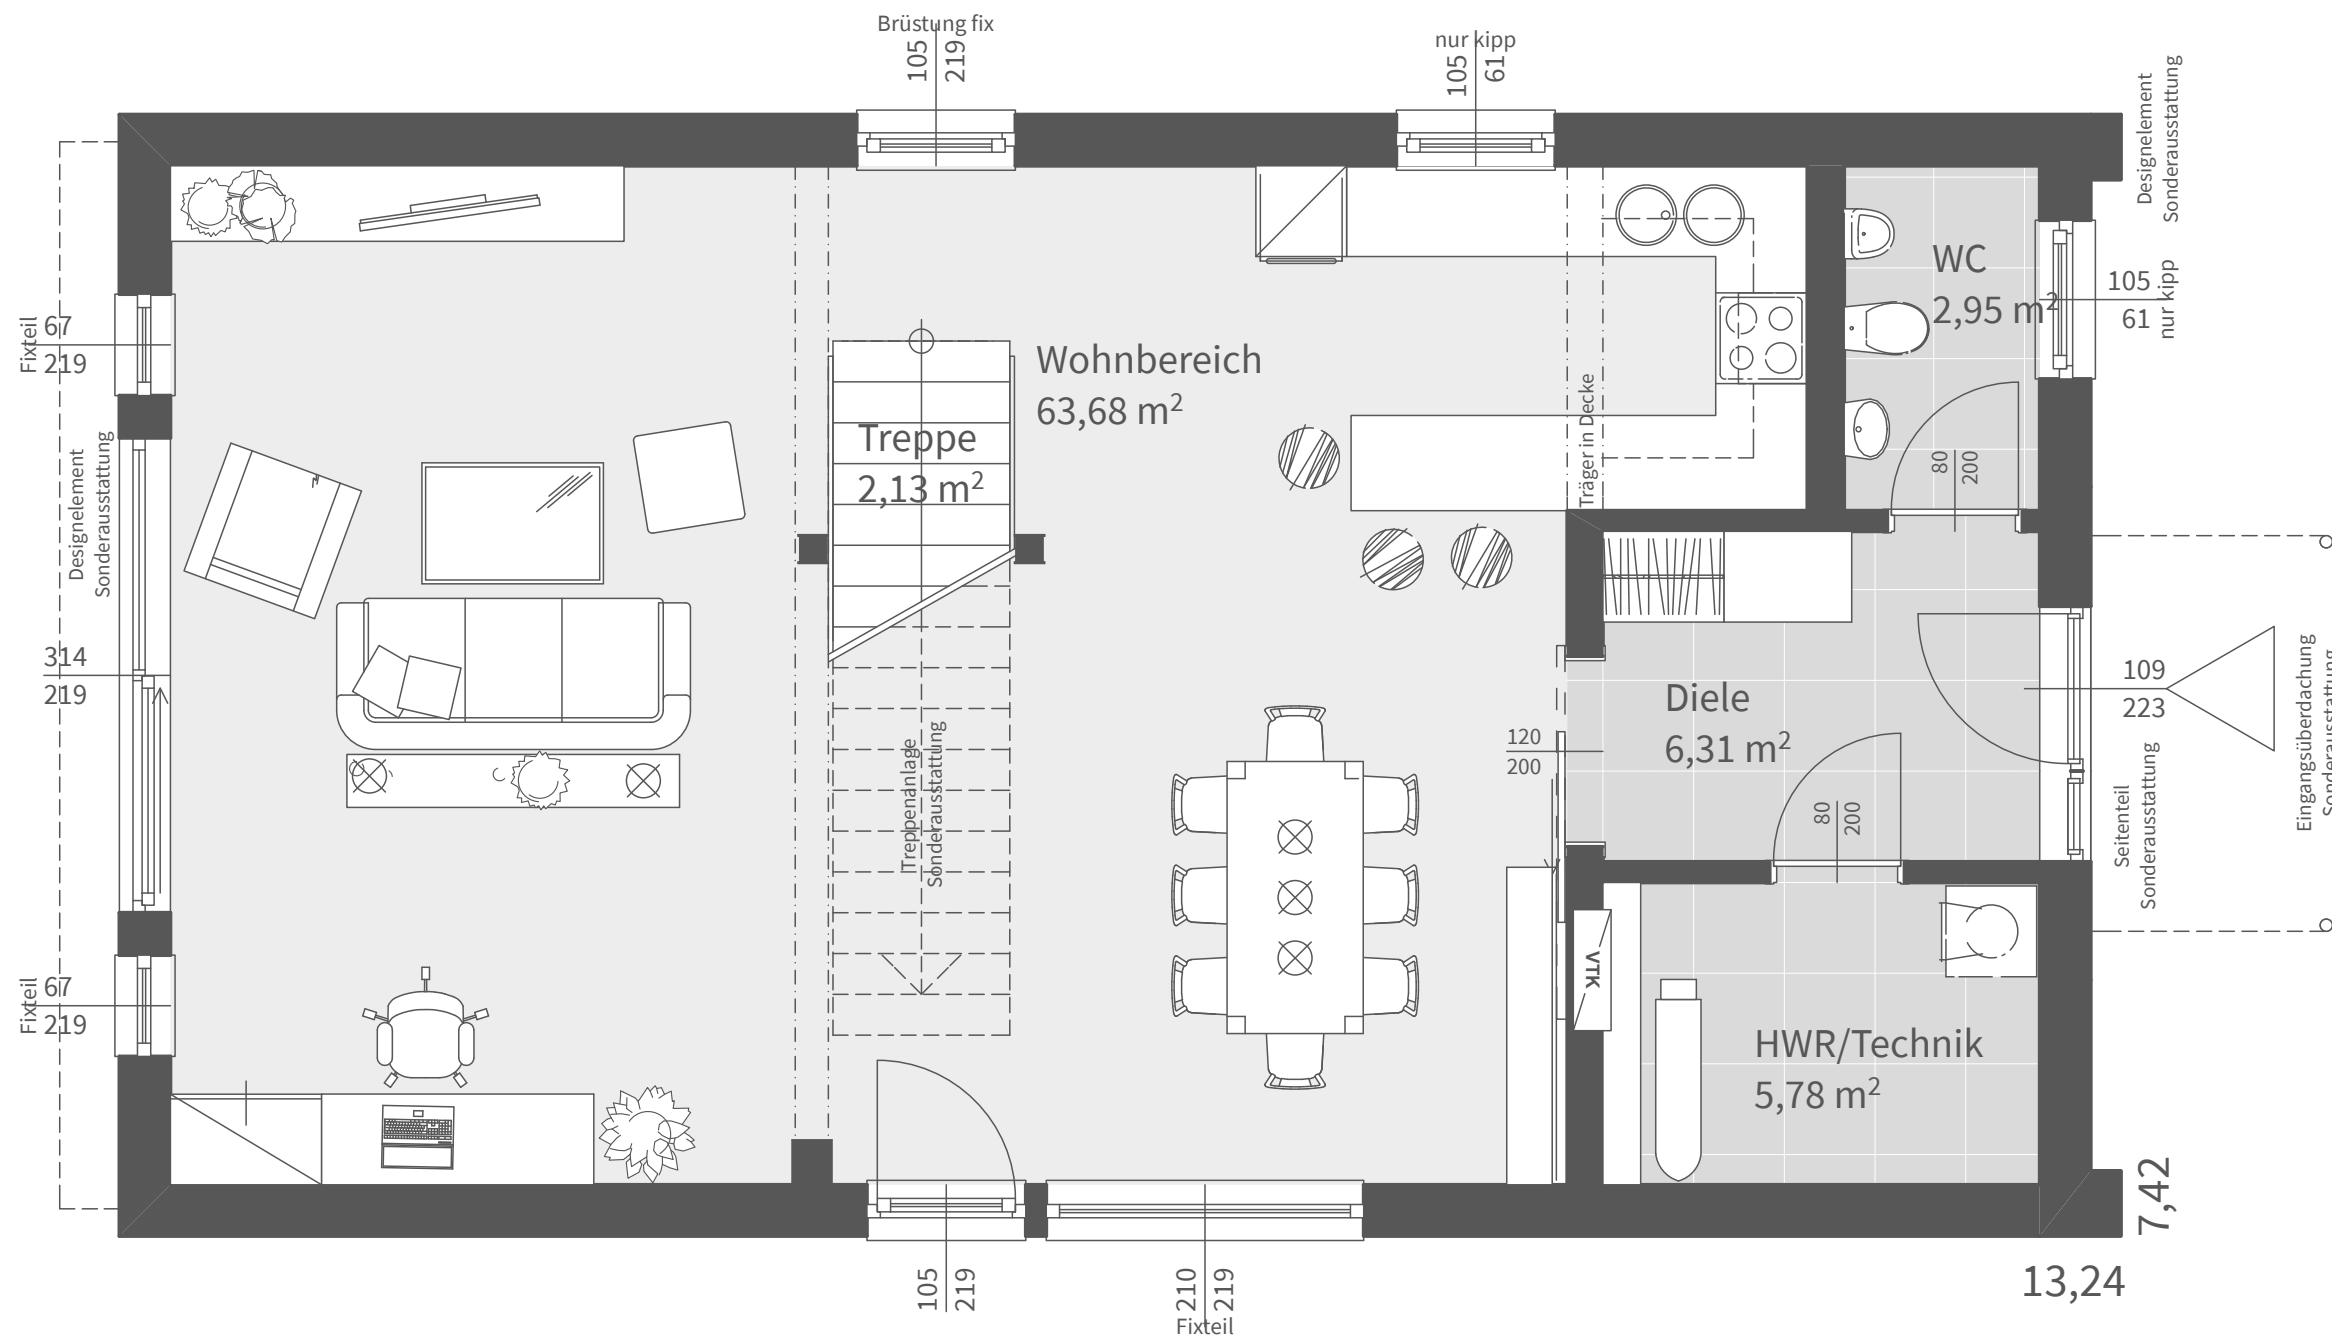 Brüstung fix
105
219
nur kipp
105
61
Designelement
Sonderausstattung
Fixteil
67
219
WC
2,95 m²
105
61
nur kipp
Wohnbereich
63,68 m²
Treppe
2,13 m²
Träger in Decke
80
200
Designelement
Sonderausstattung
314
219
Treppenanlage
Sonderausstattung
120
200
Diele
6,31 m²
80
200
109
223
Eingangsüberdachung
Sonderausstattung
Seitenteil
Sonderausstattung
Fixteil
67
219
VTK
HWR/Technik
5,78 m²
7,42
13,24
105
219
210
219
Fixteil